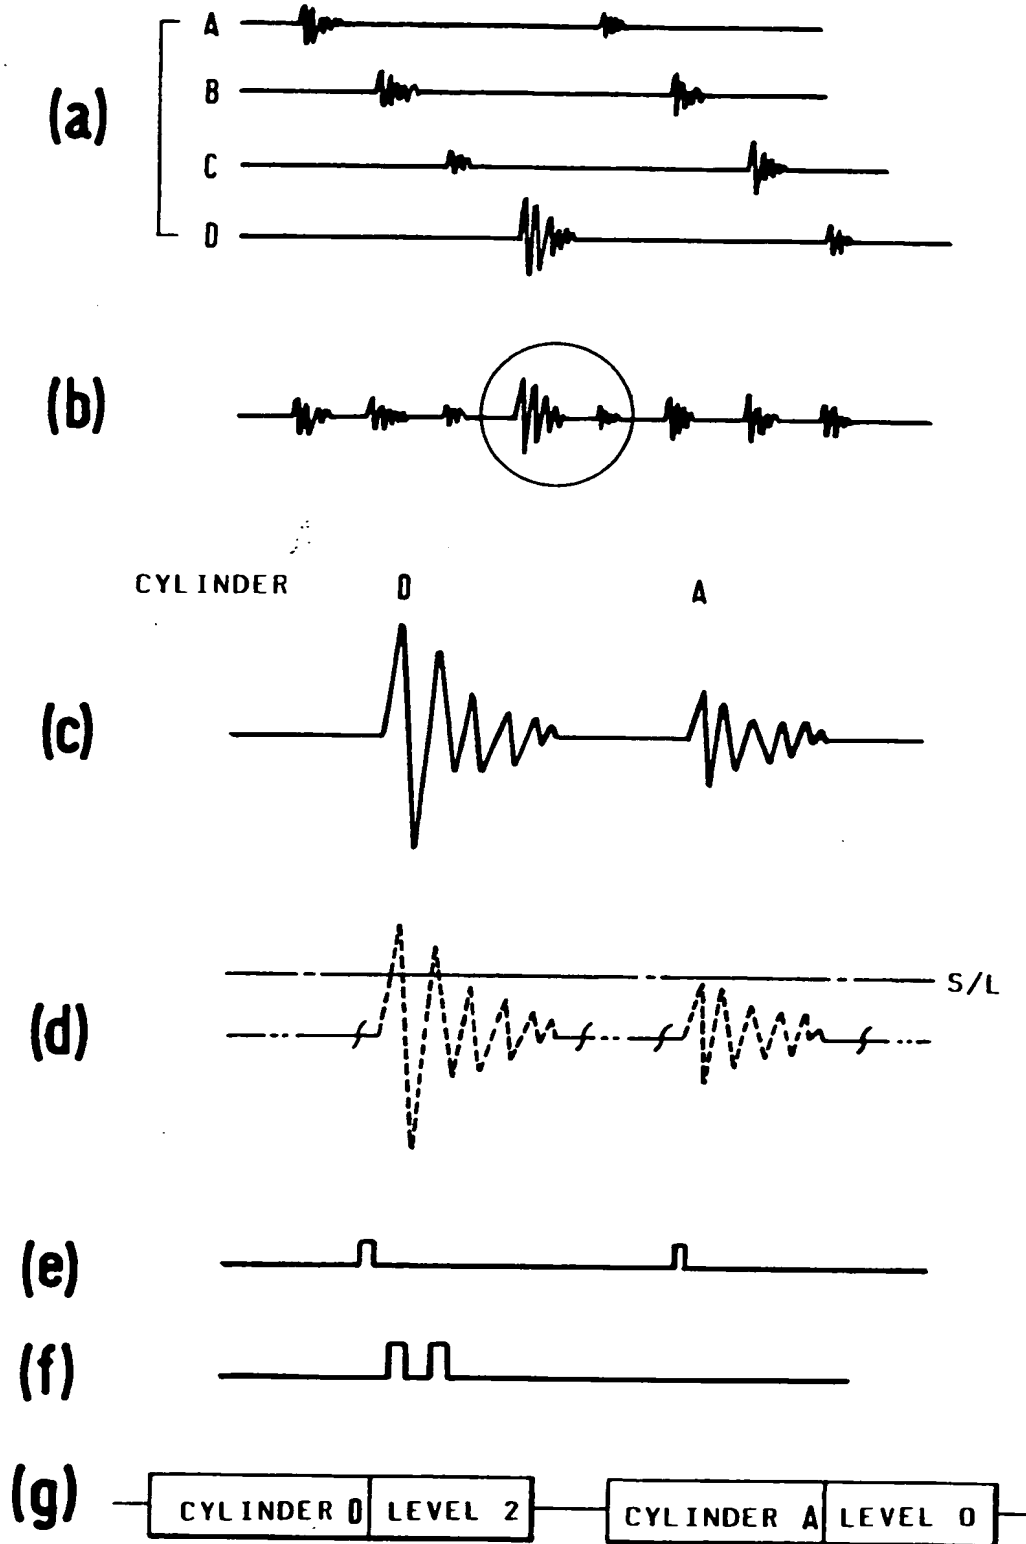 (a)
A
B
C
D
(b)
CYLINDER D A
(c)
(d)
S/L
(e)
(f)
(g)
CYLINDER D LEVEL 2 CYLINDER A LEVEL 0